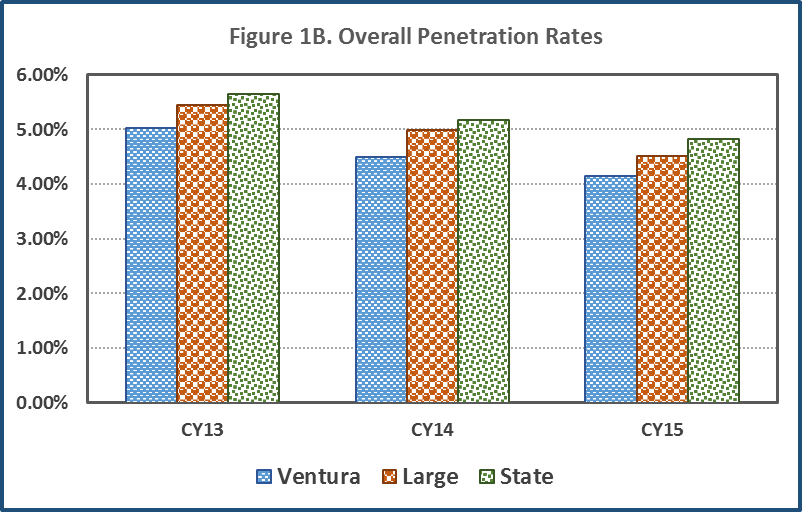 Figure 1B. Overall Penetration Rates
6.00%
5.00%
4.00%
3.00%
2.00%
1.00%
0.00%
CY13 CY14 CY15
Ventura Large State